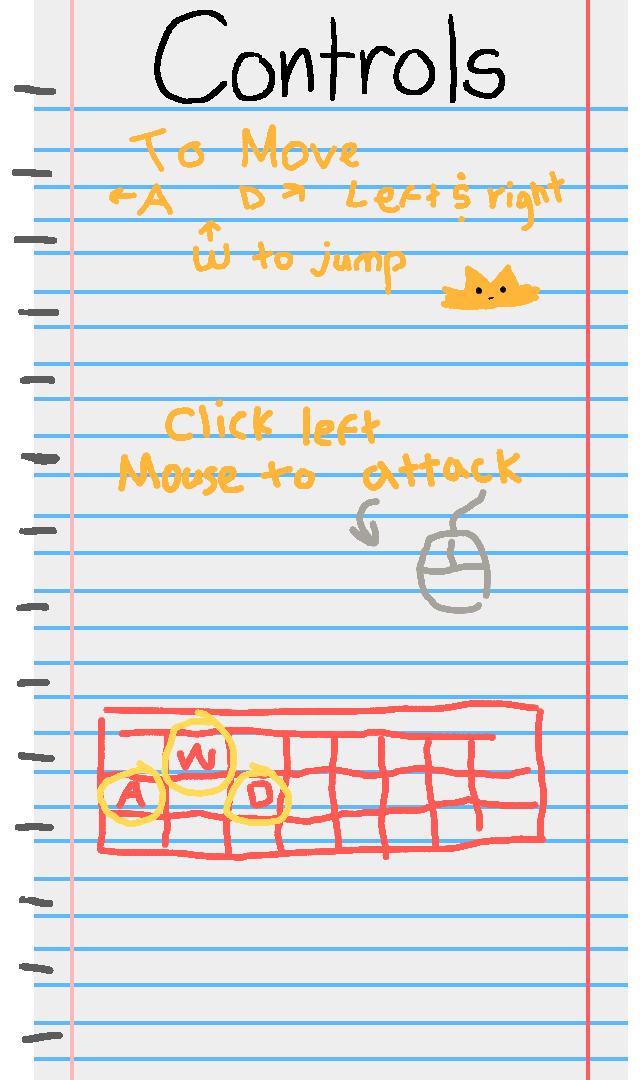 Controls
To Move
←A D→ Left & right
↑
W to jump
Click left
Mouse to attack
W
A D